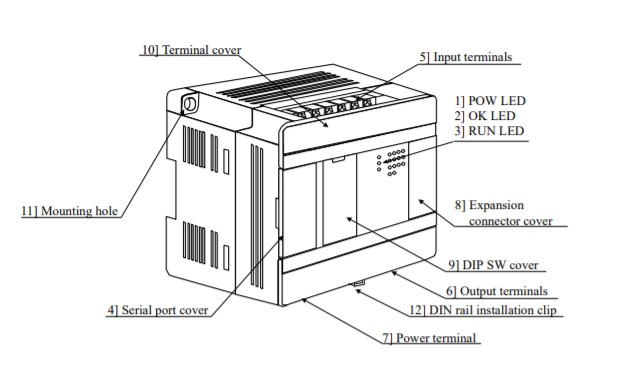 10] Terminal cover
5] Input terminals
1] POW LED
2] OK LED
3] RUN LED
11] Mounting hole
8] Expansion
connector cover
9] DIP SW cover
4] Serial port cover
6] Output terminals
12] DIN rail installation clip
7] Power terminal